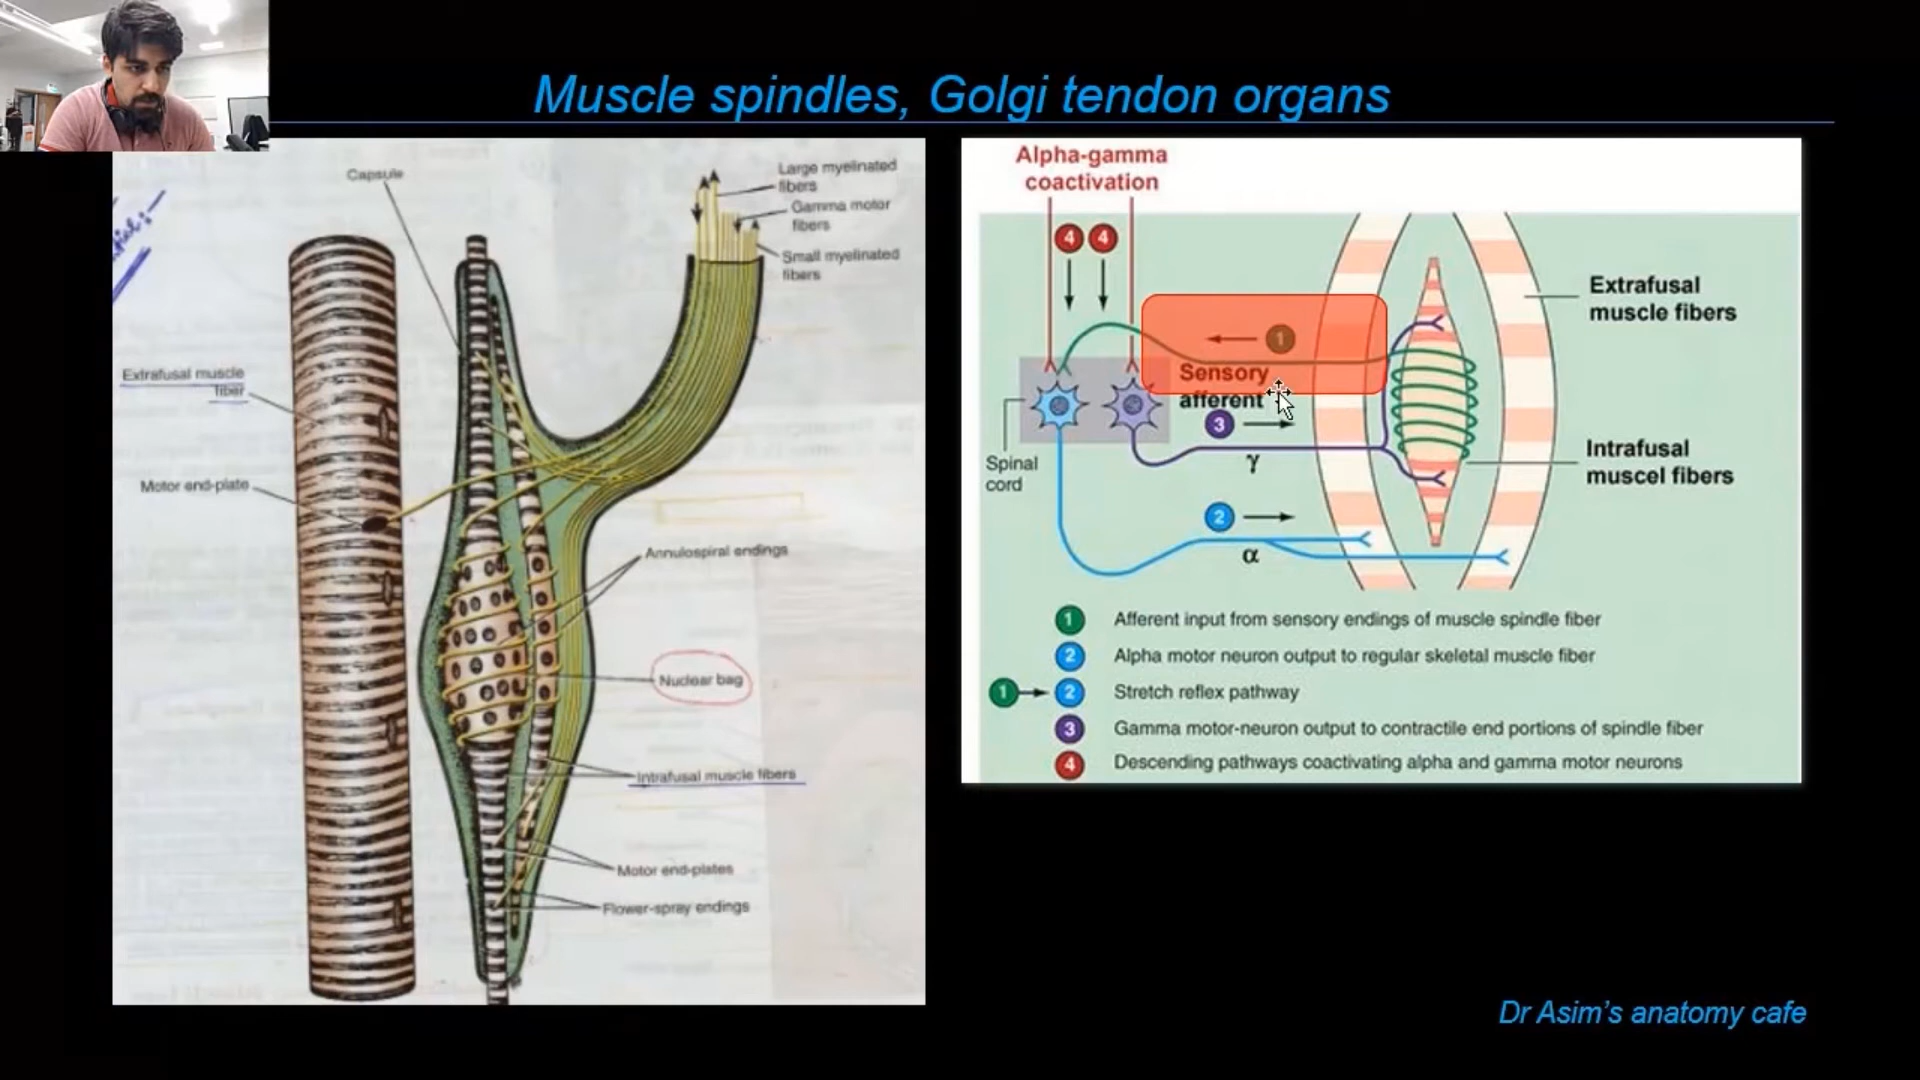 Muscle spindles, Golgi tendon organs
Capsule
Large myelinated
fibers
Gamma motor
fibers
Small myelinated
fibers
Extrafusal muscle
fiber
Motor end-plate
Annulospiral endings
Nuclear bag
Intrafusal muscle fibers
Motor end-plates
Flower-spray endings
Alpha-gamma
coactivation
4 4
1
Sensory
afferent
3
γ
Spinal
cord
2
α
Extrafusal
muscle fibers
Intrafusal
muscel fibers
1 Afferent input from sensory endings of muscle spindle fiber
2 Alpha motor neuron output to regular skeletal muscle fiber
1 2 Stretch reflex pathway
3 Gamma motor-neuron output to contractile end portions of spindle fiber
4 Descending pathways coactivating alpha and gamma motor neurons
Dr Asim's anatomy cafe